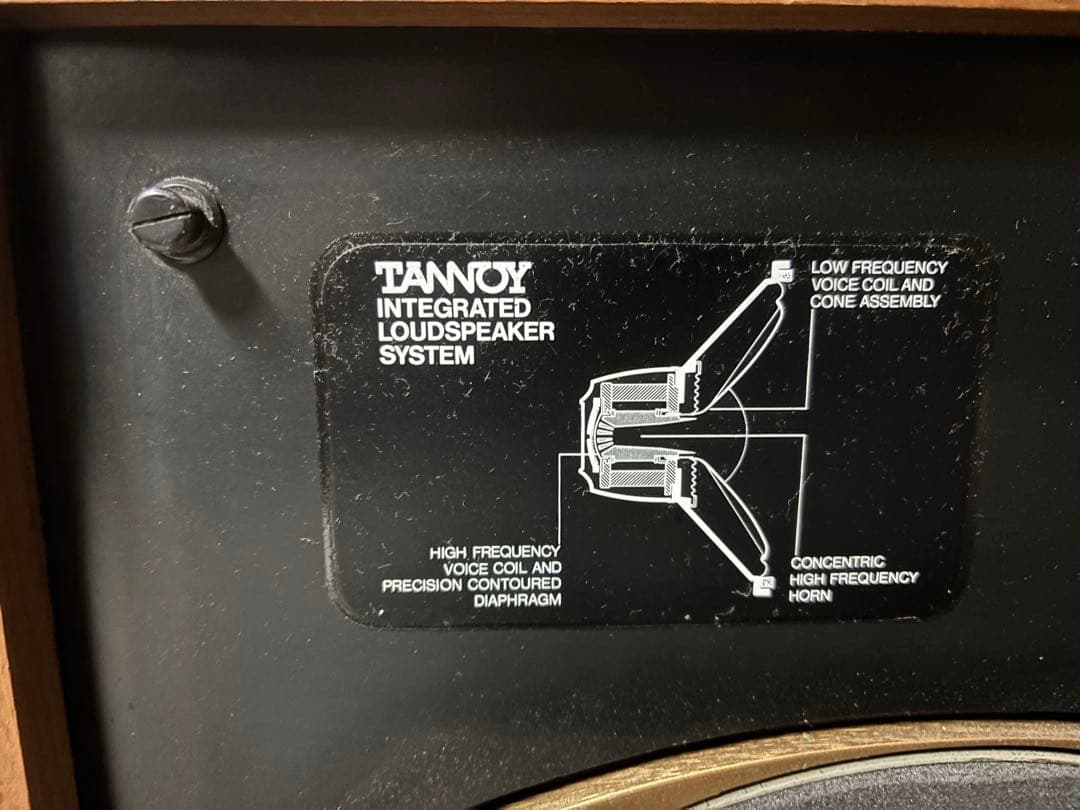 TANNOY
INTEGRATED
LOUDSPEAKER
SYSTEM
LOW FREQUENCY
VOICE COIL AND
CONE ASSEMBLY
HIGH FREQUENCY
VOICE COIL AND
PRECISION CONTOURED
DIAPHRAGM
CONCENTRIC
HIGH FREQUENCY
HORN